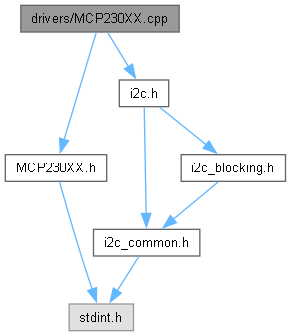 drivers/MCP230XX.cpp
i2c.h
MCP230XX.h
i2c_blocking.h
i2c_common.h
stdint.h